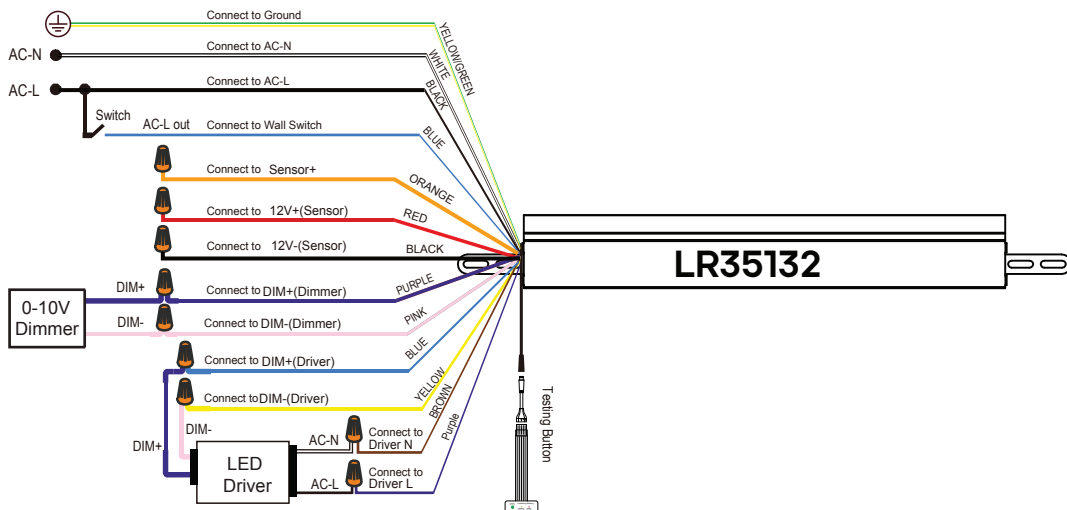 Connect to Ground
YELLOW/GREEN
AC-N
Connect to AC-N
WHITE
AC-L
Connect to AC-L
BLACK
Switch
AC-L out
Connect to Wall Switch
BLUE
Connect to Sensor+
ORANGE
Connect to 12V+(Sensor)
RED
Connect to 12V-(Sensor)
BLACK
LR35132
DIM+
Connect to DIM+(Dimmer)
PURPLE
0-10V
Dimmer
DIM-
Connect to DIM-(Dimmer)
PINK
Connect to DIM+(Driver)
BLUE
Connect to DIM-(Driver)
YELLOW
BROWN
Purple
Testing Button
DIM+
DIM-
LED
Driver
AC-N
Connect to
Driver N
AC-L
Connect to
Driver L